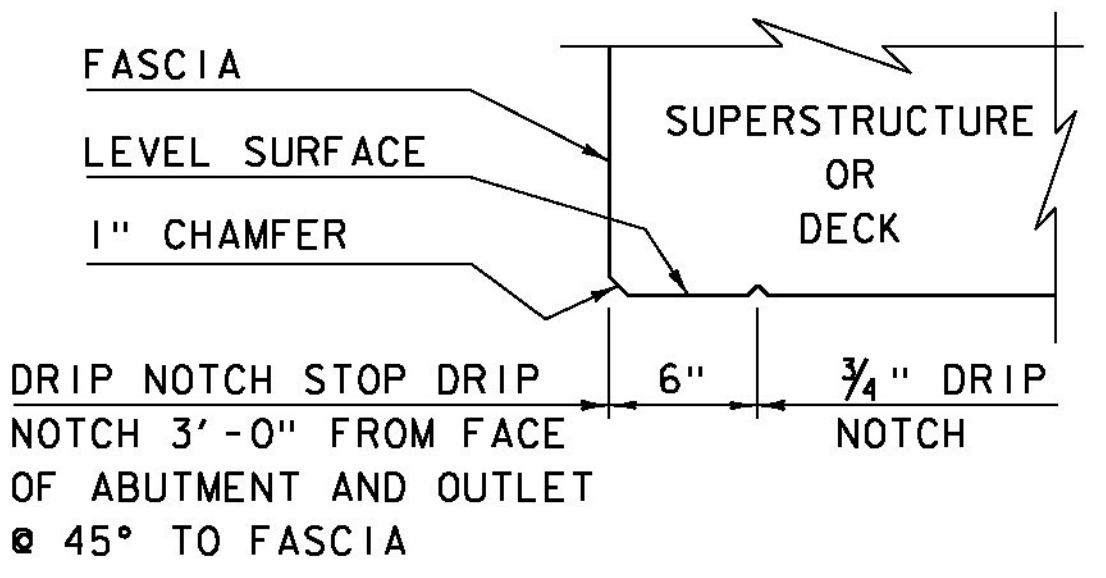 FASCIA
LEVEL SURFACE
1" CHAMFER
SUPERSTRUCTURE
OR
DECK
DRIP NOTCH STOP DRIP
NOTCH 3'-0" FROM FACE
OF ABUTMENT AND OUTLET
@ 45° TO FASCIA
6"
¾" DRIP
NOTCH